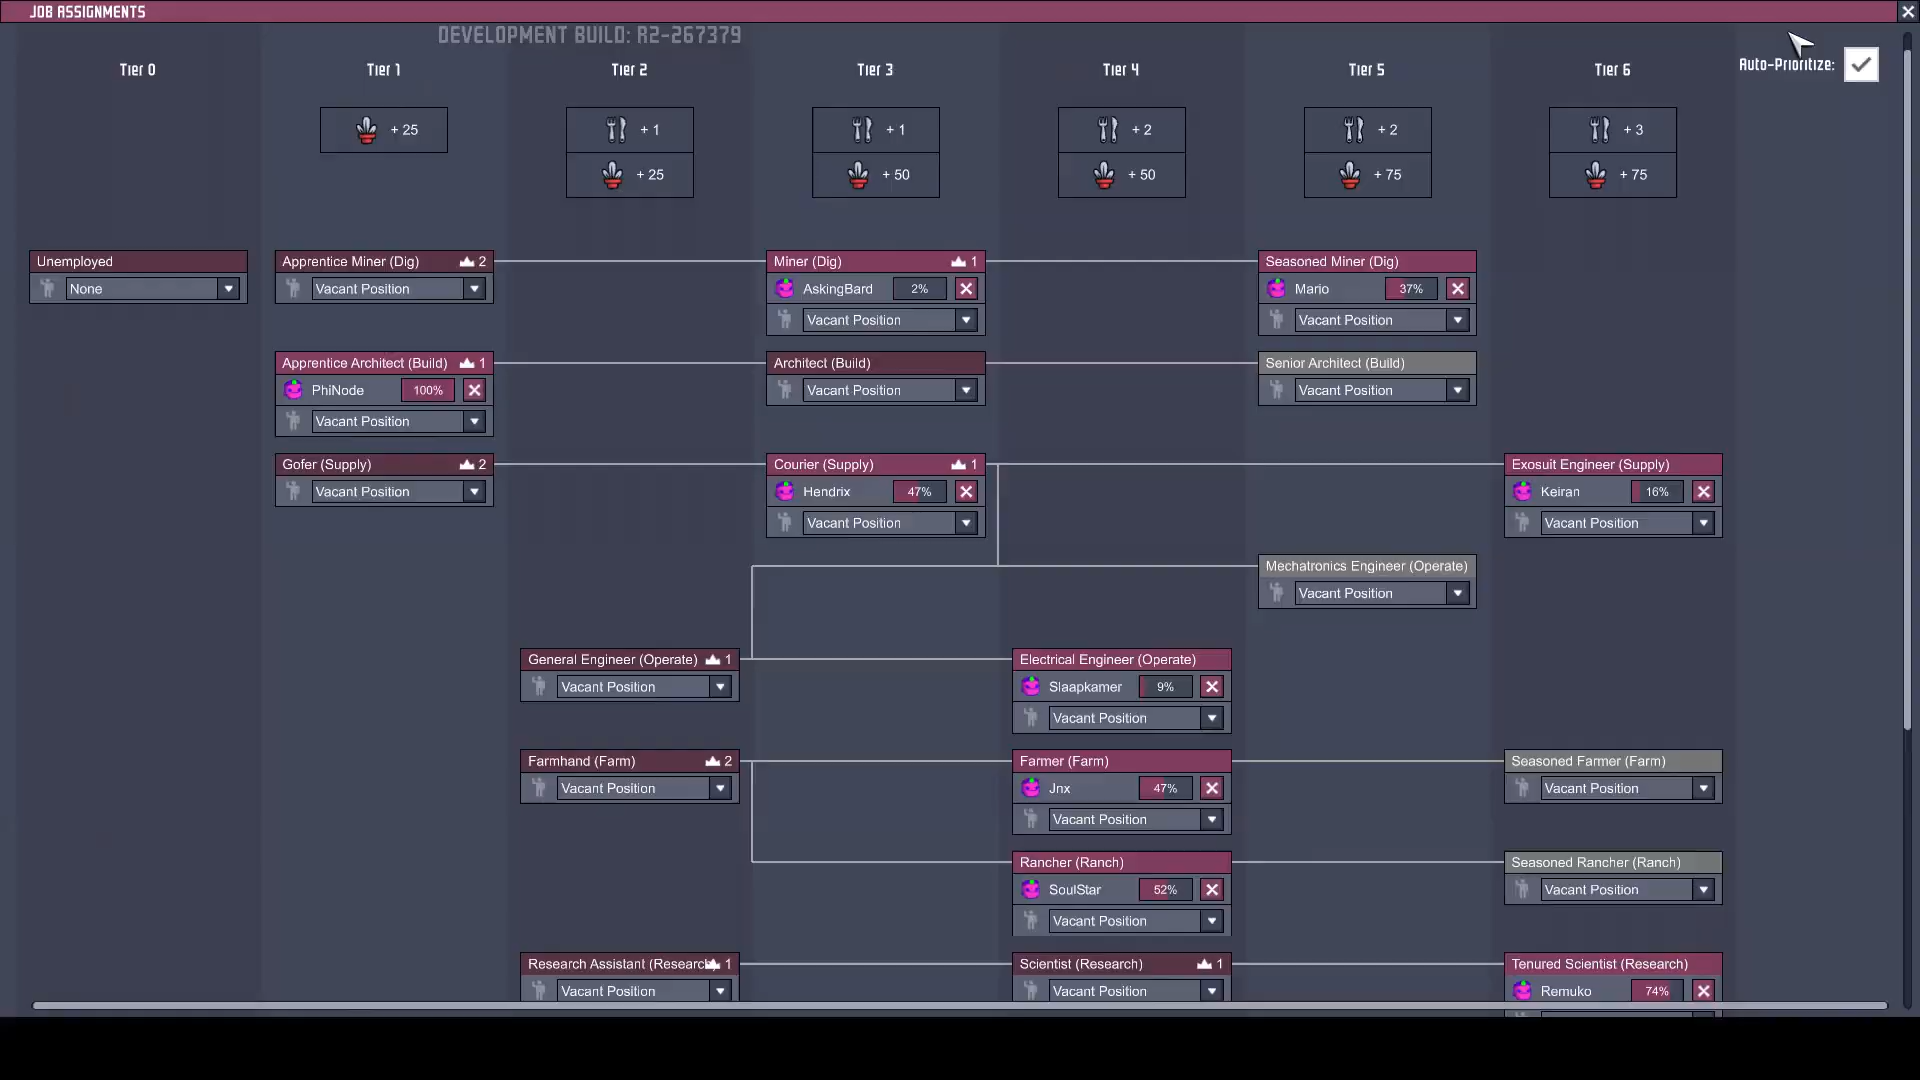 JOB ASSIGNMENTS
DEVELOPMENT BUILD: R2-267379
Tier 0
Tier 1
Tier 2
Tier 3
Tier 4
Tier 5
Tier 6
Auto-Prioritize:
+ 25
+ 1
+ 1
+ 2
+ 2
+ 3
+ 25
+ 50
+ 50
+ 75
+ 75
Unemployed
None
Apprentice Miner (Dig) 2
Vacant Position
Miner (Dig) 1
AskingBard 2%
Vacant Position
Seasoned Miner (Dig)
Mario 37%
Vacant Position
Apprentice Architect (Build) 1
PhiNode 100%
Vacant Position
Architect (Build)
Vacant Position
Senior Architect (Build)
Vacant Position
Gofer (Supply) 2
Vacant Position
Courier (Supply) 1
Hendrix 47%
Vacant Position
Exosuit Engineer (Supply)
Keiran 16%
Vacant Position
Mechatronics Engineer (Operate)
Vacant Position
General Engineer (Operate) 1
Vacant Position
Electrical Engineer (Operate)
Slaapkamer 9%
Vacant Position
Farmhand (Farm) 2
Vacant Position
Farmer (Farm)
Jnx 47%
Vacant Position
Seasoned Farmer (Farm)
Vacant Position
Rancher (Ranch)
SoulStar 52%
Vacant Position
Seasoned Rancher (Ranch)
Vacant Position
Research Assistant (Research 1
Vacant Position
Scientist (Research) 1
Vacant Position
Tenured Scientist (Research)
Remuko 74%